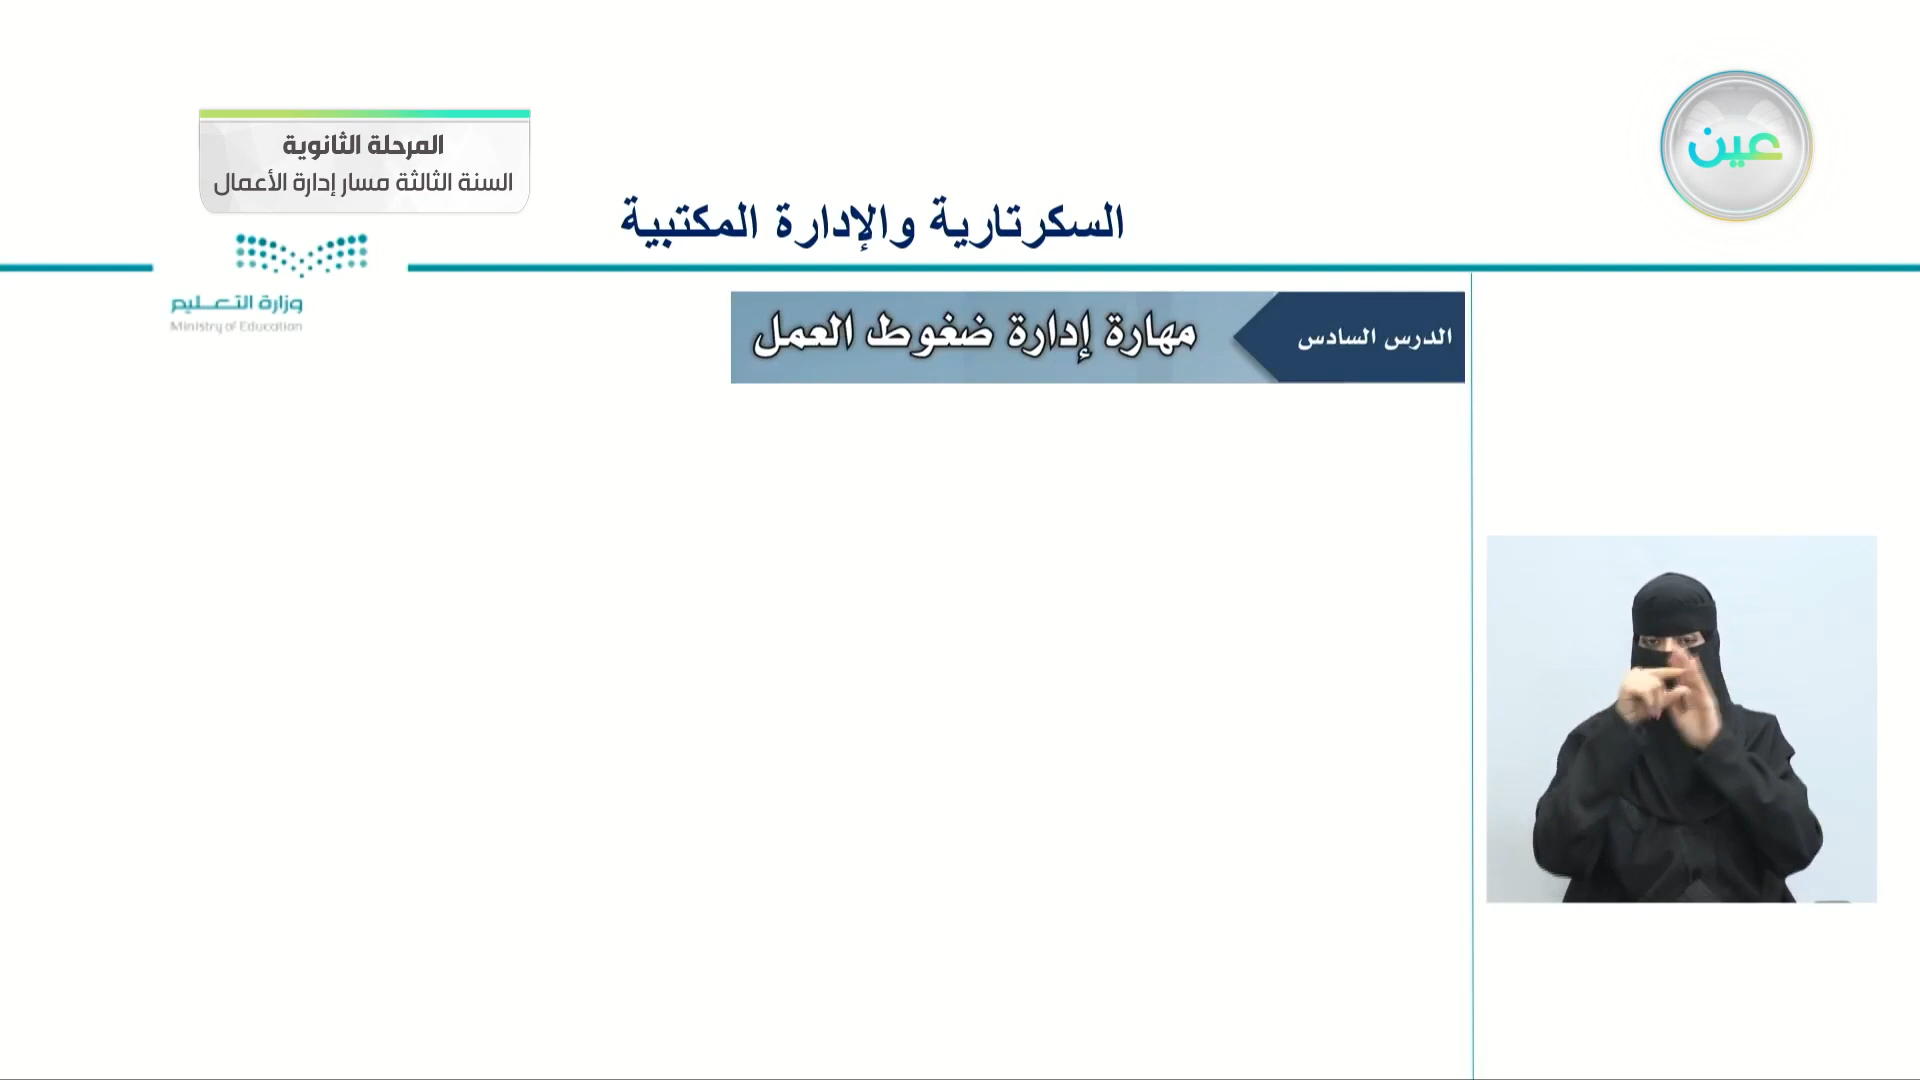 عين
المرحلة الثانوية
السنة الثالثة مسار إدارة الأعمال
السكرتارية والإدارة المكتبية
وزارة التعليم
Ministry of Education
الدرس السادس
مهارة إدارة ضغوط العمل